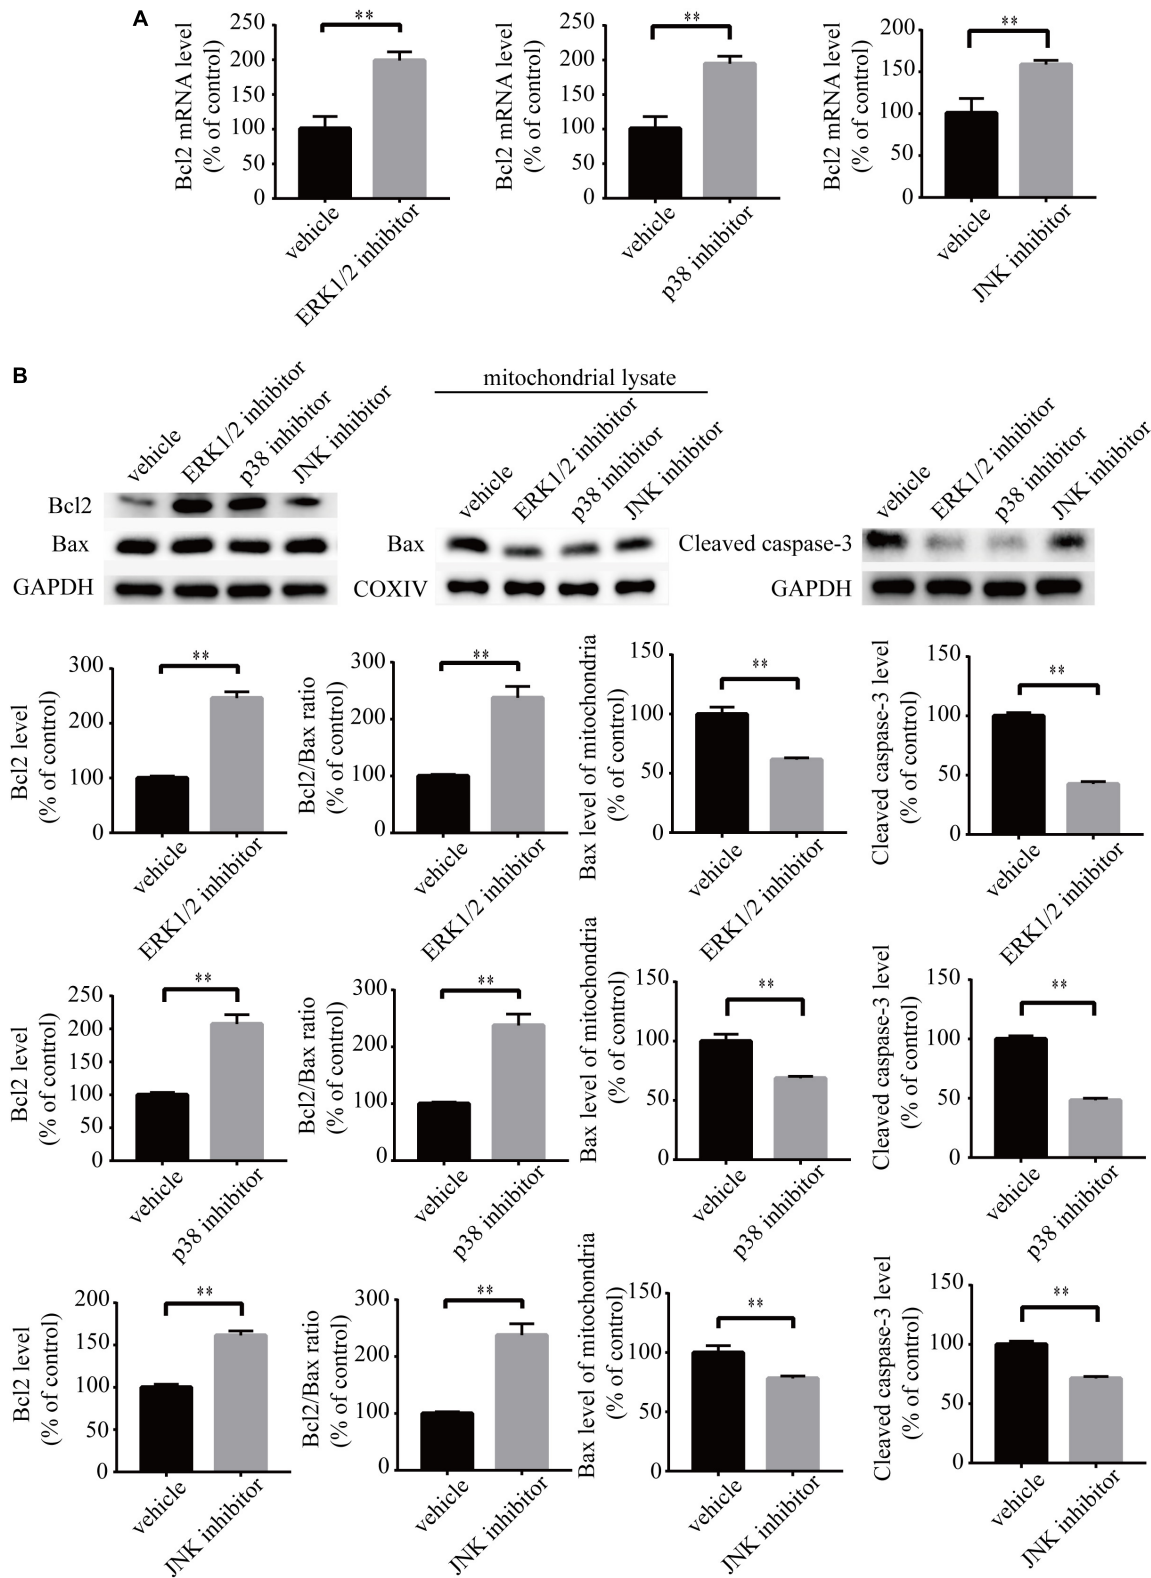 A
Bcl2 mRNA level
(% of control)
250
200
150
100
50
0
**
vehicle
ERK1/2 inhibitor
Bcl2 mRNA level
(% of control)
250
200
150
100
50
0
**
vehicle
p38 inhibitor
Bcl2 mRNA level
(% of control)
200
150
100
50
0
**
vehicle
JNK inhibitor
B
vehicle
ERK1/2 inhibitor
p38 inhibitor
JNK inhibitor
Bcl2
Bax
GAPDH
mitochondrial lysate
vehicle
ERK1/2 inhibitor
p38 inhibitor
JNK inhibitor
Bax
COXIV
vehicle
ERK1/2 inhibitor
p38 inhibitor
JNK inhibitor
Cleaved caspase-3
GAPDH
Bcl2 level
(% of control)
300
200
100
0
**
vehicle
ERK1/2 inhibitor
Bcl2/Bax ratio
(% of control)
300
200
100
0
**
vehicle
ERK1/2 inhibitor
Bax level of mitochondria
(% of control)
150
100
50
0
**
vehicle
ERK1/2 inhibitor
Cleaved caspase-3 level
(% of control)
150
100
50
0
**
vehicle
ERK1/2 inhibitor
Bcl2 level
(% of control)
250
200
150
100
50
0
**
vehicle
p38 inhibitor
Bcl2/Bax ratio
(% of control)
300
200
100
0
**
vehicle
p38 inhibitor
Bax level of mitochondria
(% of control)
150
100
50
0
**
vehicle
p38 inhibitor
Cleaved caspase-3 level
(% of control)
150
100
50
0
**
vehicle
p38 inhibitor
Bcl2 level
(% of control)
200
150
100
50
0
**
vehicle
JNK inhibitor
Bcl2/Bax ratio
(% of control)
300
200
100
0
**
vehicle
JNK inhibitor
Bax level of mitochondria
(% of control)
150
100
50
0
**
vehicle
JNK inhibitor
Cleaved caspase-3 level
(% of control)
150
100
50
0
**
vehicle
JNK inhibitor